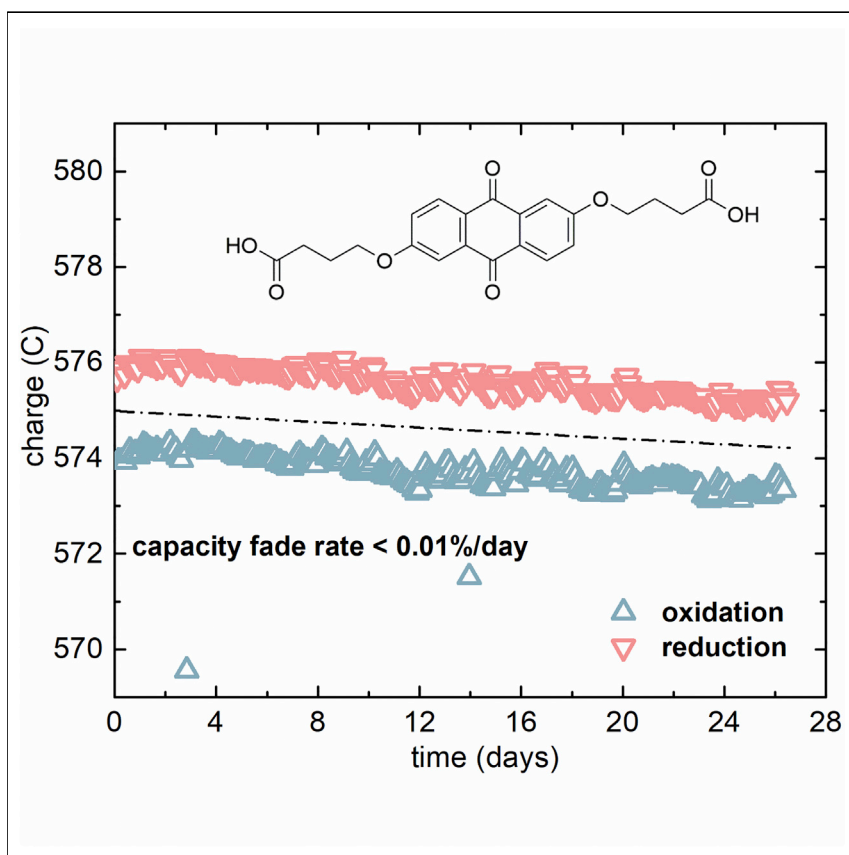 580
578
576
574
572
570
charge (C)
O
O
O
OH
HO
O
O
O
capacity fade rate < 0.01%/day
oxidation
reduction
0 4 8 12 16 20 24 28
time (days)